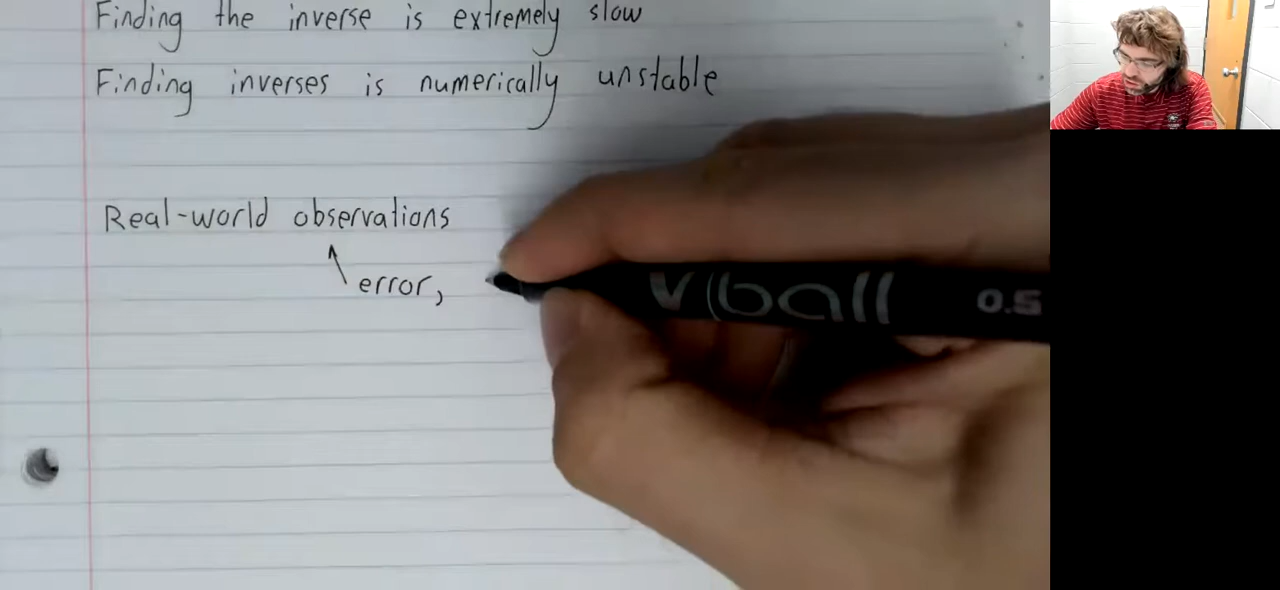 Finding the inverse is extremely slow
Finding inverses is numerically unstable
Real-world observations
error,
Vball 0.5